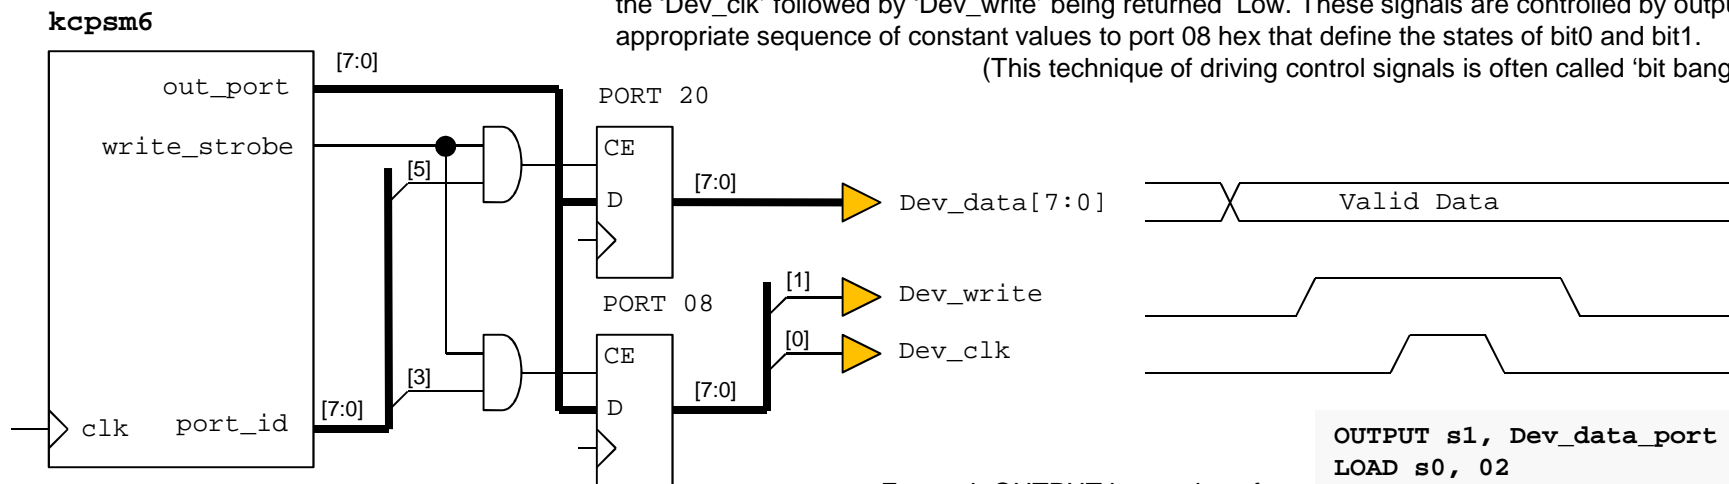 the ‘Dev_clk’ followed by ‘Dev_write’ being returned ‘Low. These signals are controlled by
appropriate sequence of constant values to port 08 hex that define the states of bit0 and bit1.
(This technique of driving control signals is often called ‘bit
kcpsm6
[7:0]
out_port
PORT 20
write_strobe
CE
[5]
[7:0]
D
Dev_data[7:0]
Valid Data
[1]
Dev_write
PORT 08
[0]
CE
Dev_clk
[3]
[7:0]
[7:0]
D
clk
port_id
OUTPUT s1, Dev_data_port
LOAD s0, 02